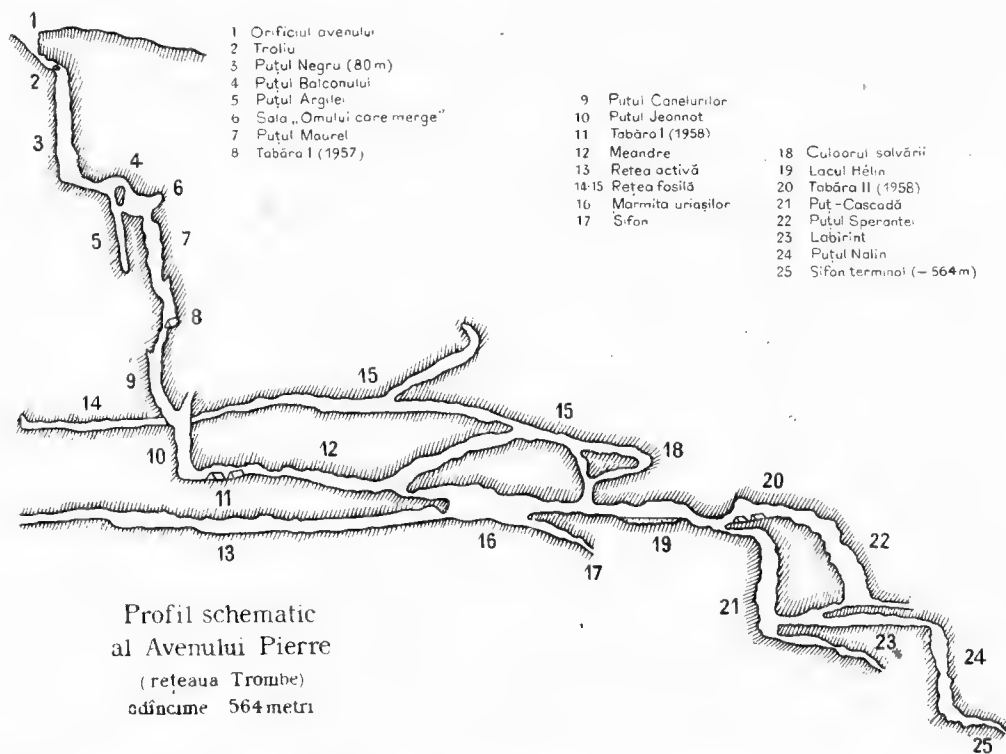 1 Orificiul avenului
2 Troliu
3 Puțul Negru (80 m)
4 Puțul Balconului
5 Puțul Argilei
6 Sala „Omului care merge"
7 Puțul Maurel
8 Tabăra I (1957)
9 Puțul Canelurilor
10 Puțul Jeonnot
11 Tabăra I (1958)
12 Meandre
13 Rețea activă
14-15 Rețea fosilă
16 Marmita uriașilor
17 Sifon
18 Culoarul salvării
19 Lacul Hélin
20 Tabăra II (1958)
21 Puț-Cascadă
22 Puțul Speranței
23 Labirint
24 Puțul Nalin
25 Sifon terminal (-564 m)
1
2
3
4
5
6
7
8
9
14
15
10
12
15
18
11
13
16
17
19
20
22
21
23
24
25
Profil schematic
al Avenului Pierre
(rețeaua Trombe)
adîncime 564 metri